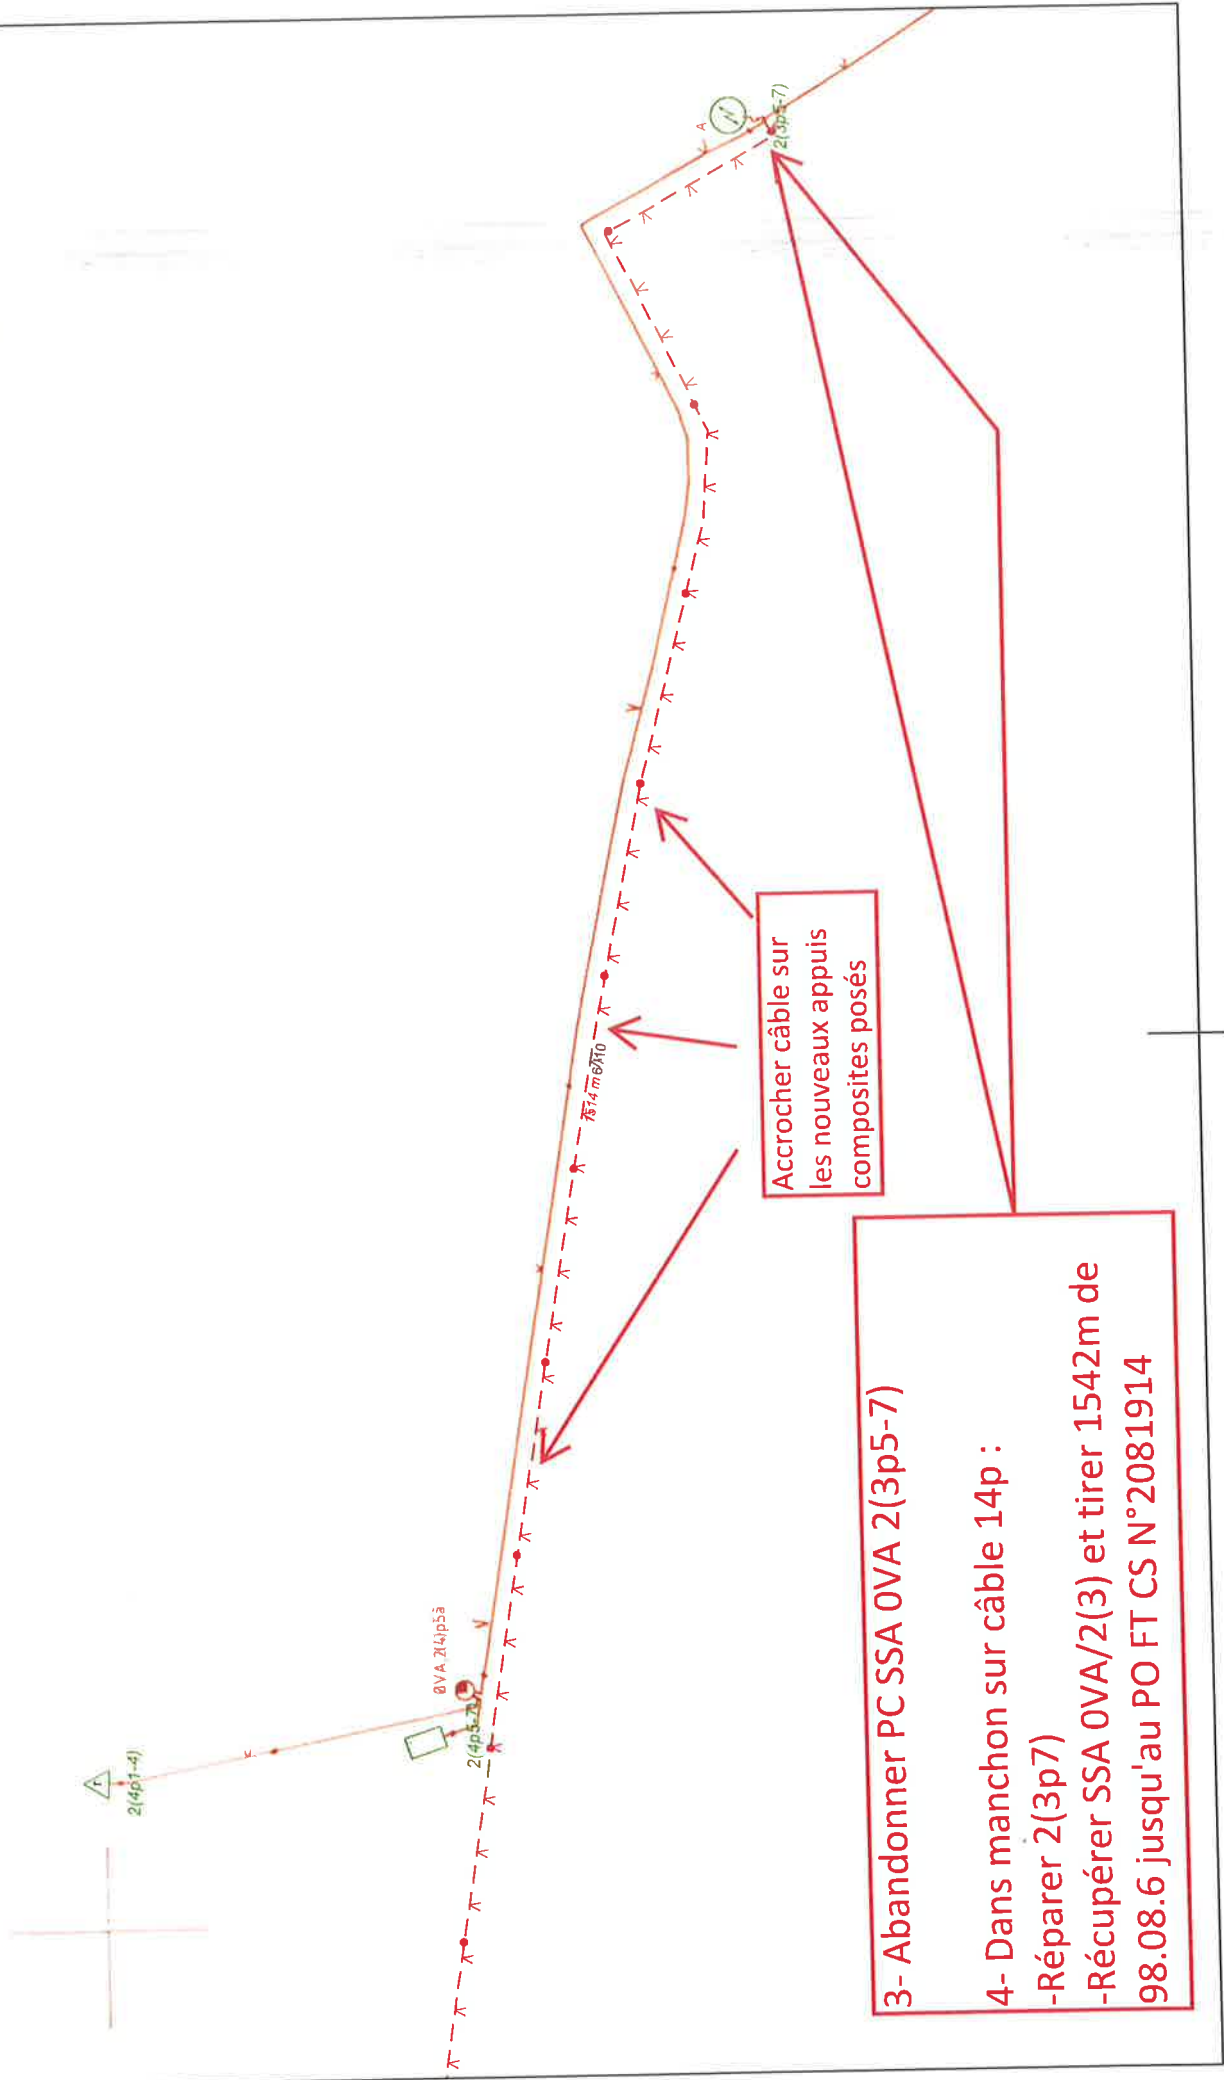 3- Abandonner PC SSA 0VA 2(3p5-7)
4- Dans manchon sur câble 14p :
-Réparer 2(3p7)
-Récupérer SSA 0VA/2(3) et tirer 1542m de
98.08.6 jusqu'au PO FT CS N°2081914
Accrocher câble sur
les nouveaux appuis
composites posés
2(4p1-4)
0VA,2(4)p5à
2(4p5-7)
2(3p5-7)
A
N